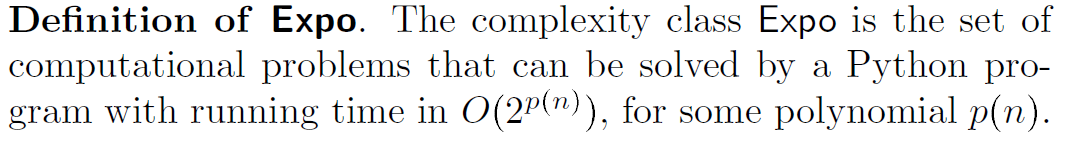 Definition of Expo. The complexity class Expo is the set of
computational problems that can be solved by a Python pro-
gram with running time in O(2^{p(n)}), for some polynomial p(n).